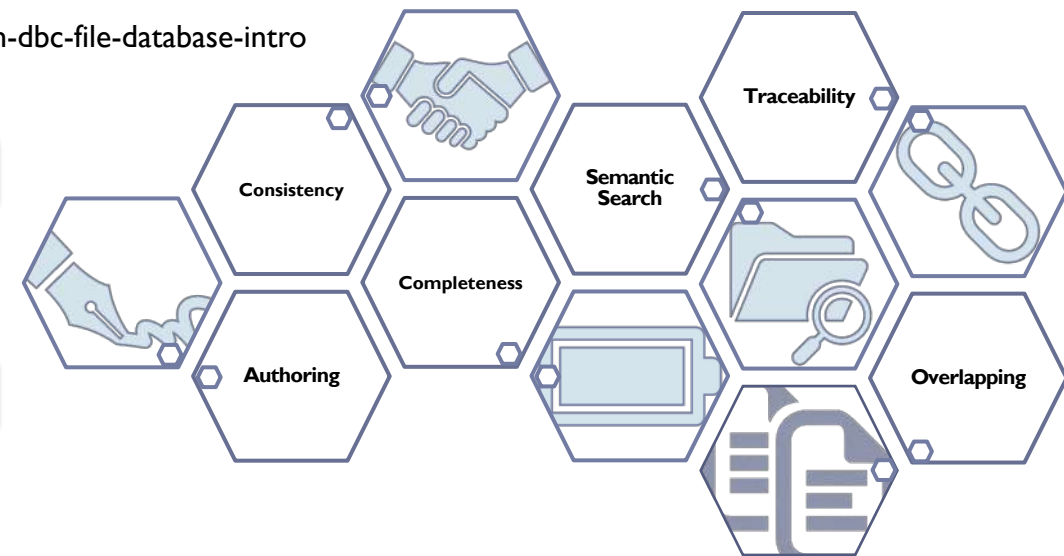 n-dbc-file-database-intro
Traceability
Consistency
Semantic
Search
Completeness
Authoring
Overlapping